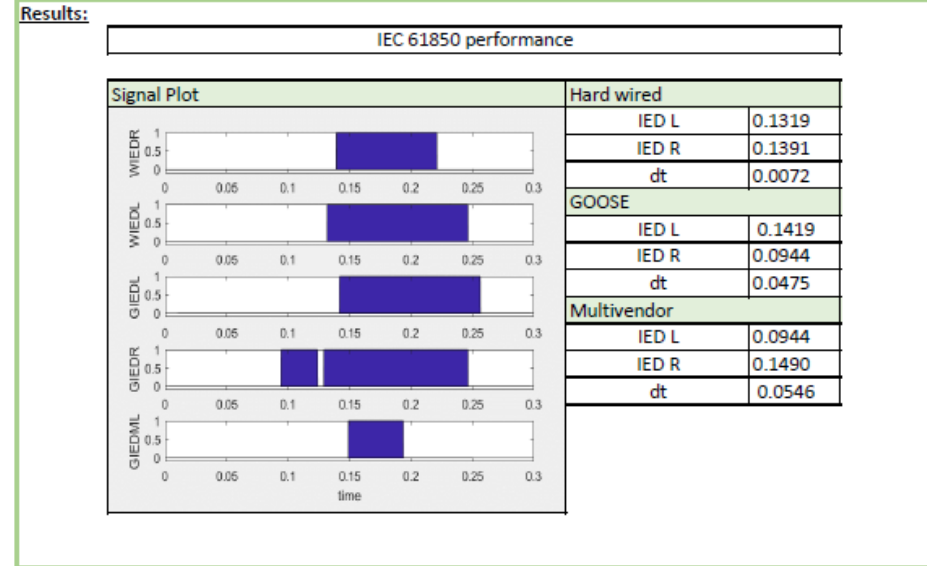 Results:
IEC 61850 performance
Signal Plot
WIEDR
1
0.5
0
0 0.05 0.1 0.15 0.2 0.25 0.3
WIEDL
1
0.5
0
0 0.05 0.1 0.15 0.2 0.25 0.3
GIEDL
1
0.5
0
0 0.05 0.1 0.15 0.2 0.25 0.3
GIEDR
1
0.5
0
0 0.05 0.1 0.15 0.2 0.25 0.3
GIEDML
1
0.5
0
0 0.05 0.1 0.15 0.2 0.25 0.3
time
Hard wired
IED L 0.1319
IED R 0.1391
dt 0.0072
GOOSE
IED L 0.1419
IED R 0.0944
dt 0.0475
Multivendor
IED L 0.0944
IED R 0.1490
dt 0.0546